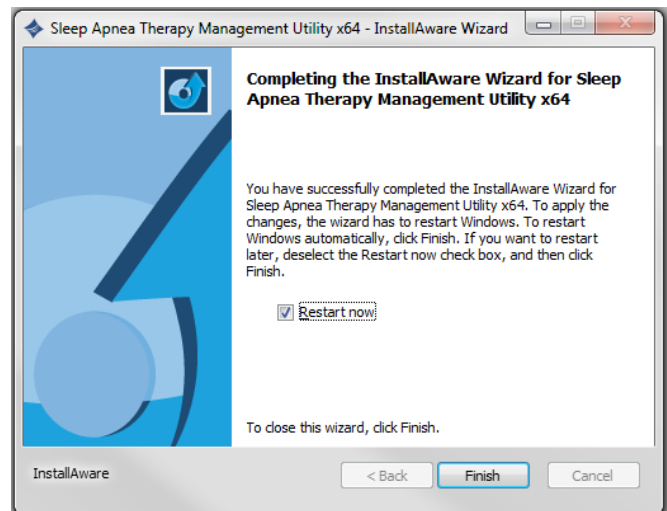 Sleep Apnea Therapy Management Utility x64 - InstallAware Wizard
Completing the InstallAware Wizard for Sleep
Apnea Therapy Management Utility x64
You have successfully completed the InstallAware Wizard for
Sleep Apnea Therapy Management Utility x64. To apply the
changes, the wizard has to restart Windows. To restart
Windows automatically, click Finish. If you want to restart
later, deselect the Restart now check box, and then click
Finish.
Restart now
To close this wizard, click Finish.
InstallAware
< Back
Finish
Cancel